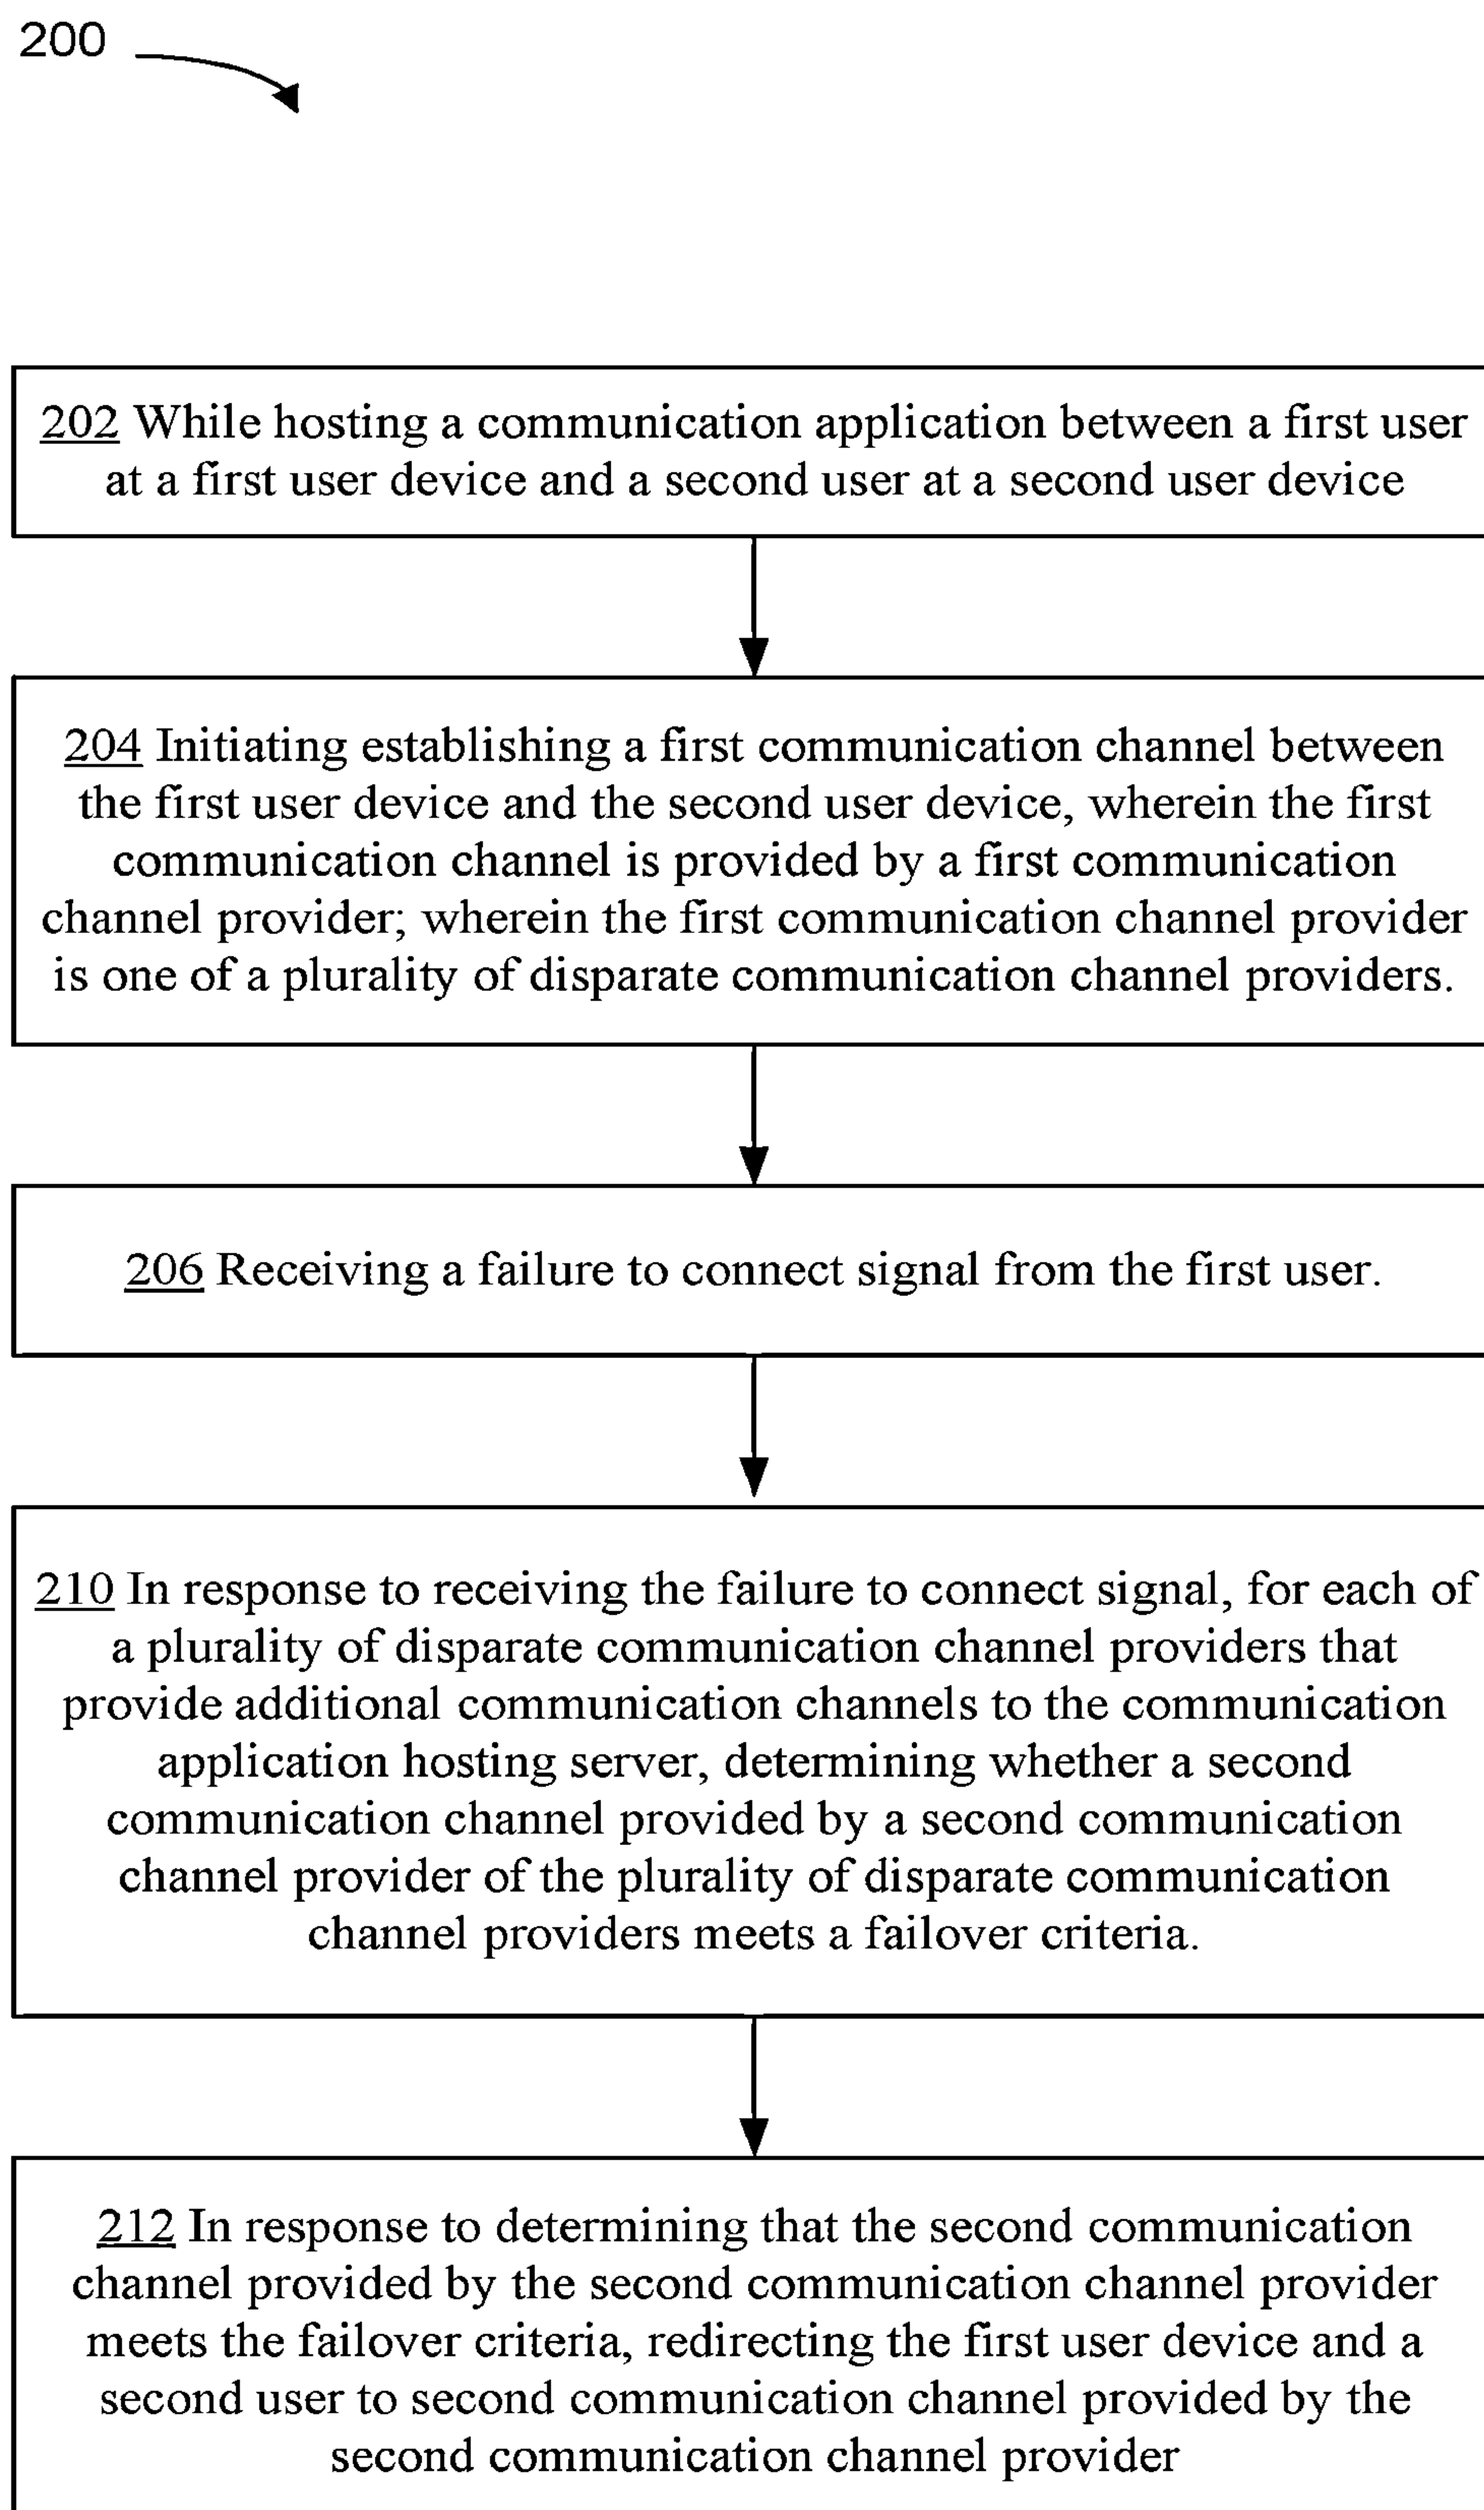 200
202 While hosting a communication application between a first user
at a first user device and a second user at a second user device
204 Initiating establishing a first communication channel between
the first user device and the second user device, wherein the first
communication channel is provided by a first communication
channel provider; wherein the first communication channel provider
is one of a plurality of disparate communication channel providers.
206 Receiving a failure to connect signal from the first user.
210 In response to receiving the failure to connect signal, for each of
a plurality of disparate communication channel providers that
provide additional communication channels to the communication
application hosting server, determining whether a second
communication channel provided by a second communication
channel provider of the plurality of disparate communication
channel providers meets a failover criteria.
212 In response to determining that the second communication
channel provided by the second communication channel provider
meets the failover criteria, redirecting the first user device and a
second user to second communication channel provided by the
second communication channel provider